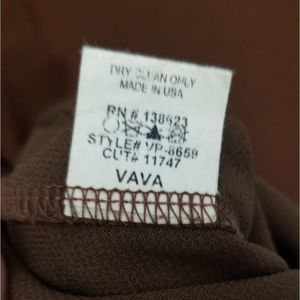 DRY CLEAN ONLY
MADE IN USA
RN # 138623
STYLE# VP-8659
CUT# 11747
VAVA